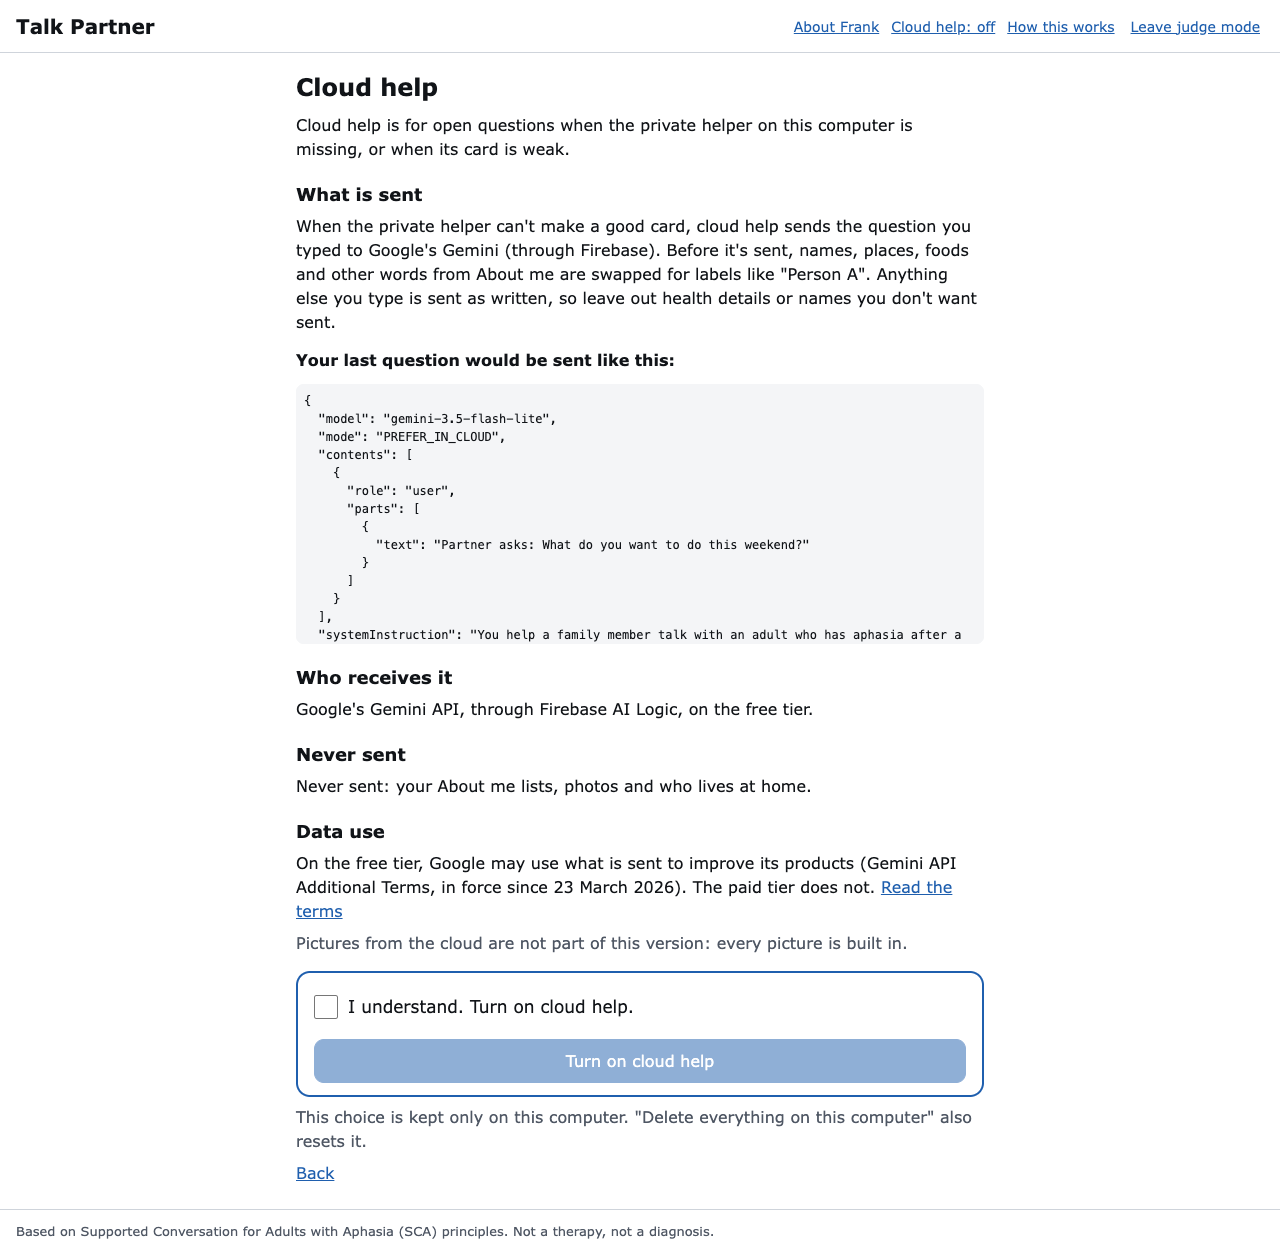 Talk Partner
About Frank Cloud help: off How this works Leave judge mode
Cloud help
Cloud help is for open questions when the private helper on this computer is
missing, or when its card is weak.
What is sent
When the private helper can't make a good card, cloud help sends the question you
typed to Google's Gemini (through Firebase). Before it's sent, names, places, foods
and other words from About me are swapped for labels like "Person A". Anything
else you type is sent as written, so leave out health details or names you don't want
sent.
Your last question would be sent like this:
{
  "model": "gemini-3.5-flash-lite",
  "mode": "PREFER_IN_CLOUD",
  "contents": [
    {
      "role": "user",
      "parts": [
        {
          "text": "Partner asks: What do you want to do this weekend?"
        }
      ]
    }
  ],
  "systemInstruction": "You help a family member talk with an adult who has aphasia after a
Who receives it
Google's Gemini API, through Firebase AI Logic, on the free tier.
Never sent
Never sent: your About me lists, photos and who lives at home.
Data use
On the free tier, Google may use what is sent to improve its products (Gemini API
Additional Terms, in force since 23 March 2026). The paid tier does not. Read the
terms
Pictures from the cloud are not part of this version: every picture is built in.
I understand. Turn on cloud help.
Turn on cloud help
This choice is kept only on this computer. "Delete everything on this computer" also
resets it.
Back
Based on Supported Conversation for Adults with Aphasia (SCA) principles. Not a therapy, not a diagnosis.